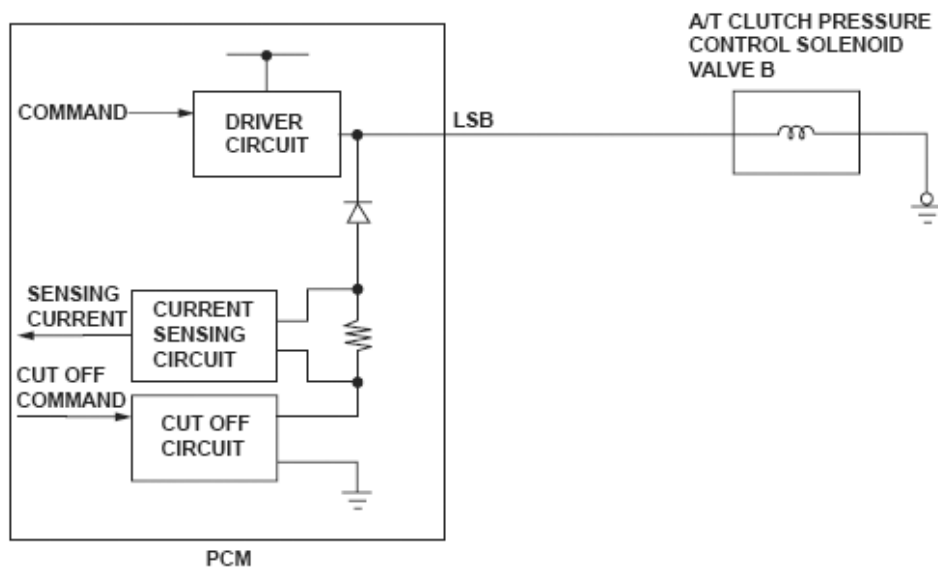 A/T CLUTCH PRESSURE
CONTROL SOLENOID
VALVE B
COMMAND
DRIVER
CIRCUIT
LSB
SENSING
CURRENT
CURRENT
SENSING
CIRCUIT
CUT OFF
COMMAND
CUT OFF
CIRCUIT
PCM